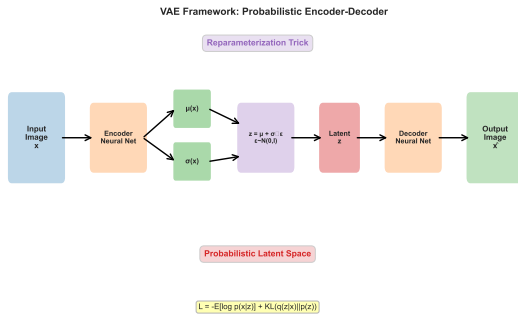 VAE Framework: Probabilistic Encoder-Decoder
Reparameterization Trick
Input
Image
x
Encoder
Neural Net
μ(x)
σ(x)
z = μ + σ□ε
ε~N(0,I)
Latent
z
Decoder
Neural Net
Output
Image
x̂
Probabilistic Latent Space
L = -E[log p(x|z)] + KL(q(z|x)||p(z))